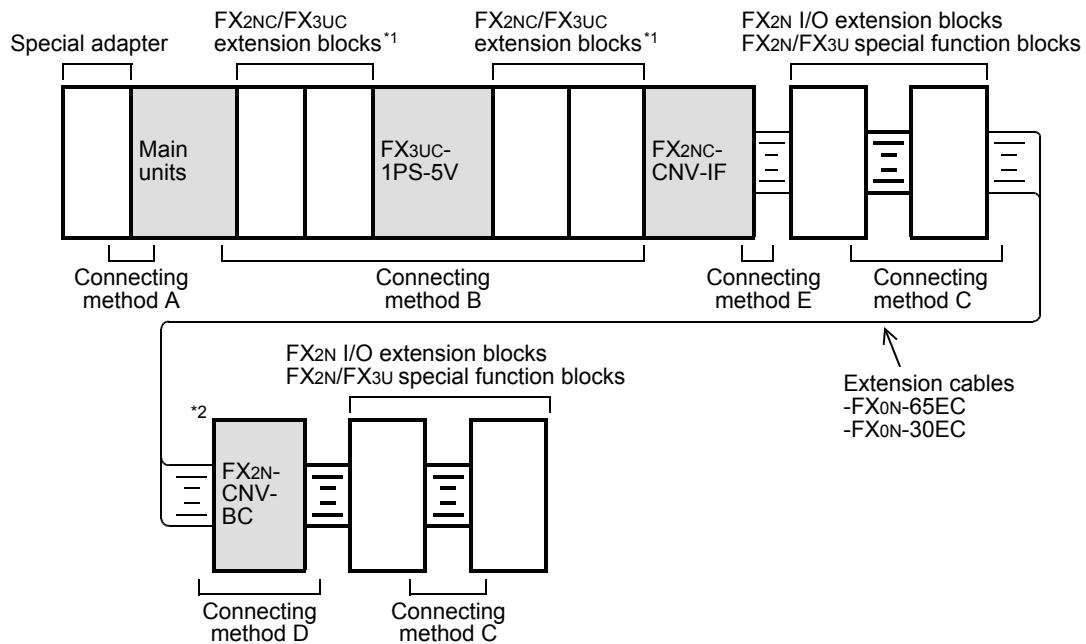 Special adapter
FX2NC/FX3UC
extension blocks*1
FX2NC/FX3UC
extension blocks*1
FX2N I/O extension blocks
FX2N/FX3U special function blocks
Main
units
FX3UC-
1PS-5V
FX2NC-
CNV-IF
Connecting
method A
Connecting
method B
Connecting
method E
Connecting
method C
FX2N I/O extension blocks
FX2N/FX3U special function blocks
Extension cables
-FX0N-65EC
-FX0N-30EC
*2
FX2N-
CNV-
BC
Connecting
method D
Connecting
method C